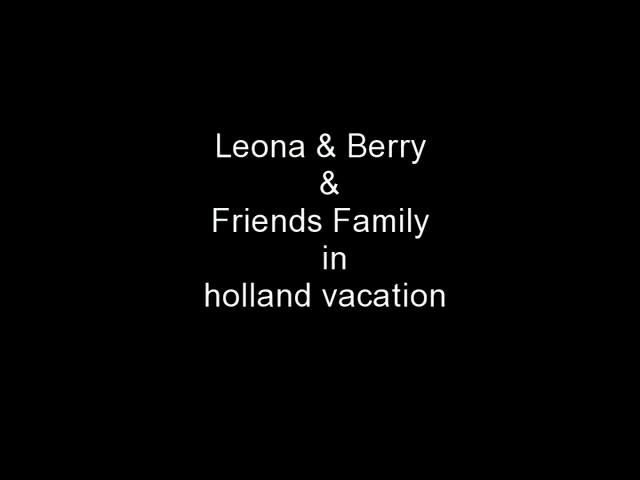 Leona & Berry
&
Friends Family
in
holland vacation